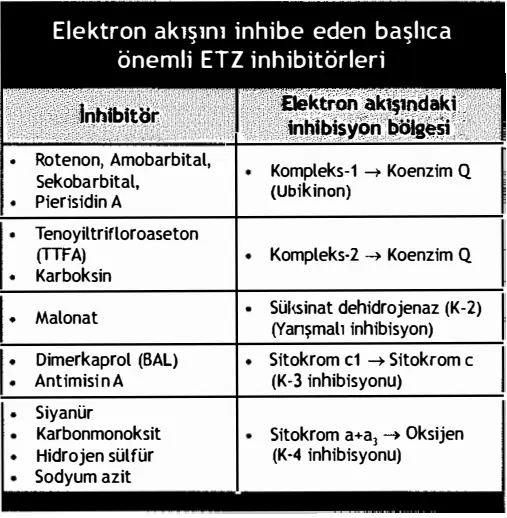 Elektron akışını inhibe eden başlıca
önemli ETZ inhibitörleri
İnhibitör
Elektron akışındaki
inhibisyon bölgesi
• Rotenon, Amobarbital,
Sekobarbital,
• Pierisidin A
• Kompleks-1 → Koenzim Q
(Ubikinon)
• Tenoyiltrifloroaseton
(TTFA)
• Karboksin
• Kompleks-2 → Koenzim Q
• Malonat
• Süksinat dehidrojenaz (K-2)
(Yarışmalı inhibisyon)
• Dimerkaprol (BAL)
• Antimisin A
• Sitokrom c1 → Sitokrom c
(K-3 inhibisyonu)
• Siyanür
• Karbonmonoksit
• Hidrojen sülfür
• Sodyum azit
• Sitokrom a+a₃ → Oksijen
(K-4 inhibisyonu)